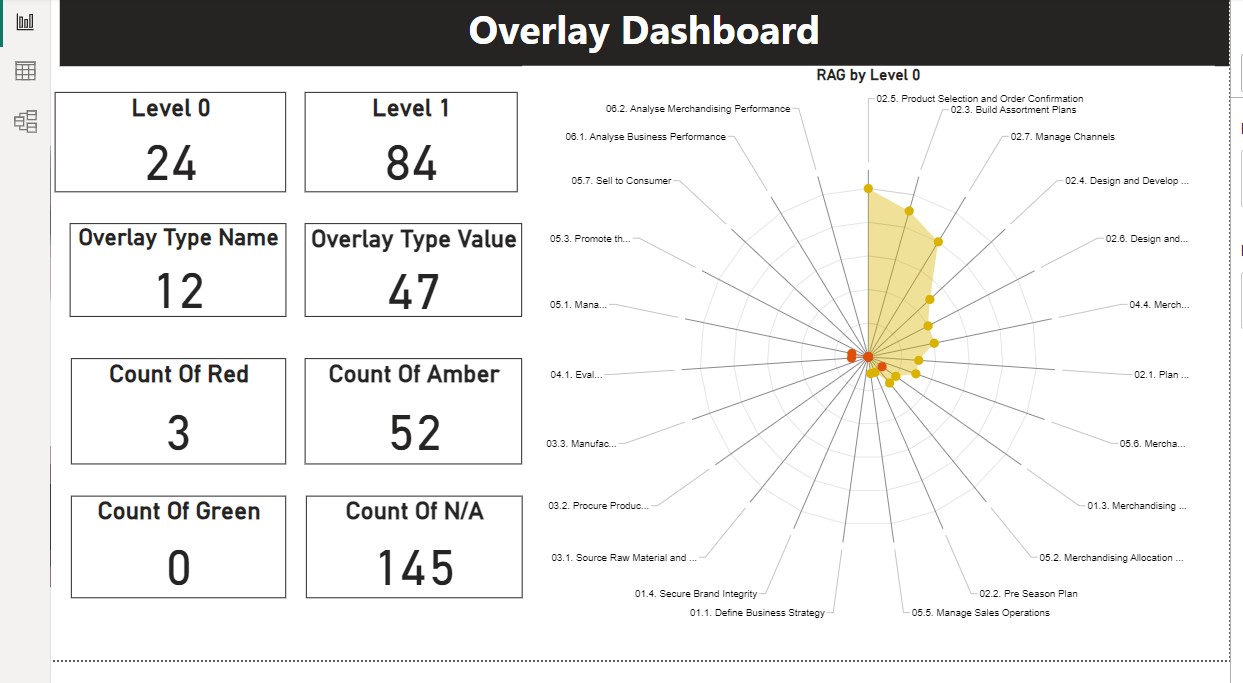 Overlay Dashboard
Level 0
24
Level 1
84
Overlay Type Name
12
Overlay Type Value
47
Count Of Red
3
Count Of Amber
52
Count Of Green
0
Count Of N/A
145
RAG by Level 0
02.5. Product Selection and Order Confirmation
02.3. Build Assortment Plans
02.7. Manage Channels
02.4. Design and Develop ...
02.6. Design and...
04.4. Merch...
02.1. Plan ...
05.6. Mercha...
01.3. Merchandising ...
05.2. Merchandising Allocation ...
02.2. Pre Season Plan
05.5. Manage Sales Operations
01.1. Define Business Strategy
01.4. Secure Brand Integrity
03.1. Source Raw Material and ...
03.2. Procure Produc...
03.3. Manufac...
04.1. Eval...
05.1. Mana...
05.3. Promote th...
05.7. Sell to Consumer
06.1. Analyse Business Performance
06.2. Analyse Merchandising Performance